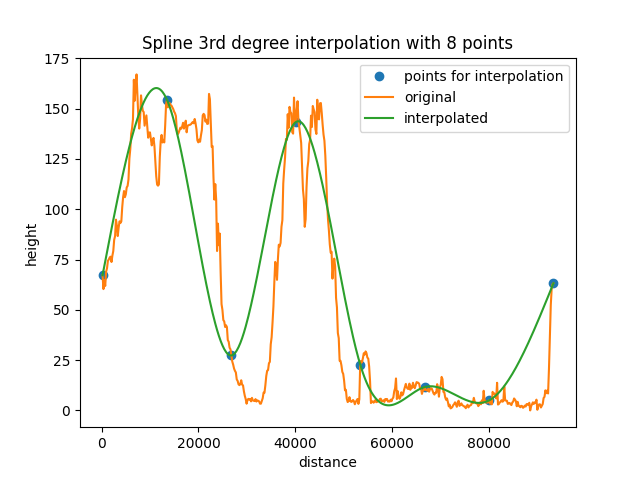 Spline 3rd degree interpolation with 8 points
points for interpolation
original
interpolated
height
175
150
125
100
75
50
25
0
0 20000 40000 60000 80000
distance